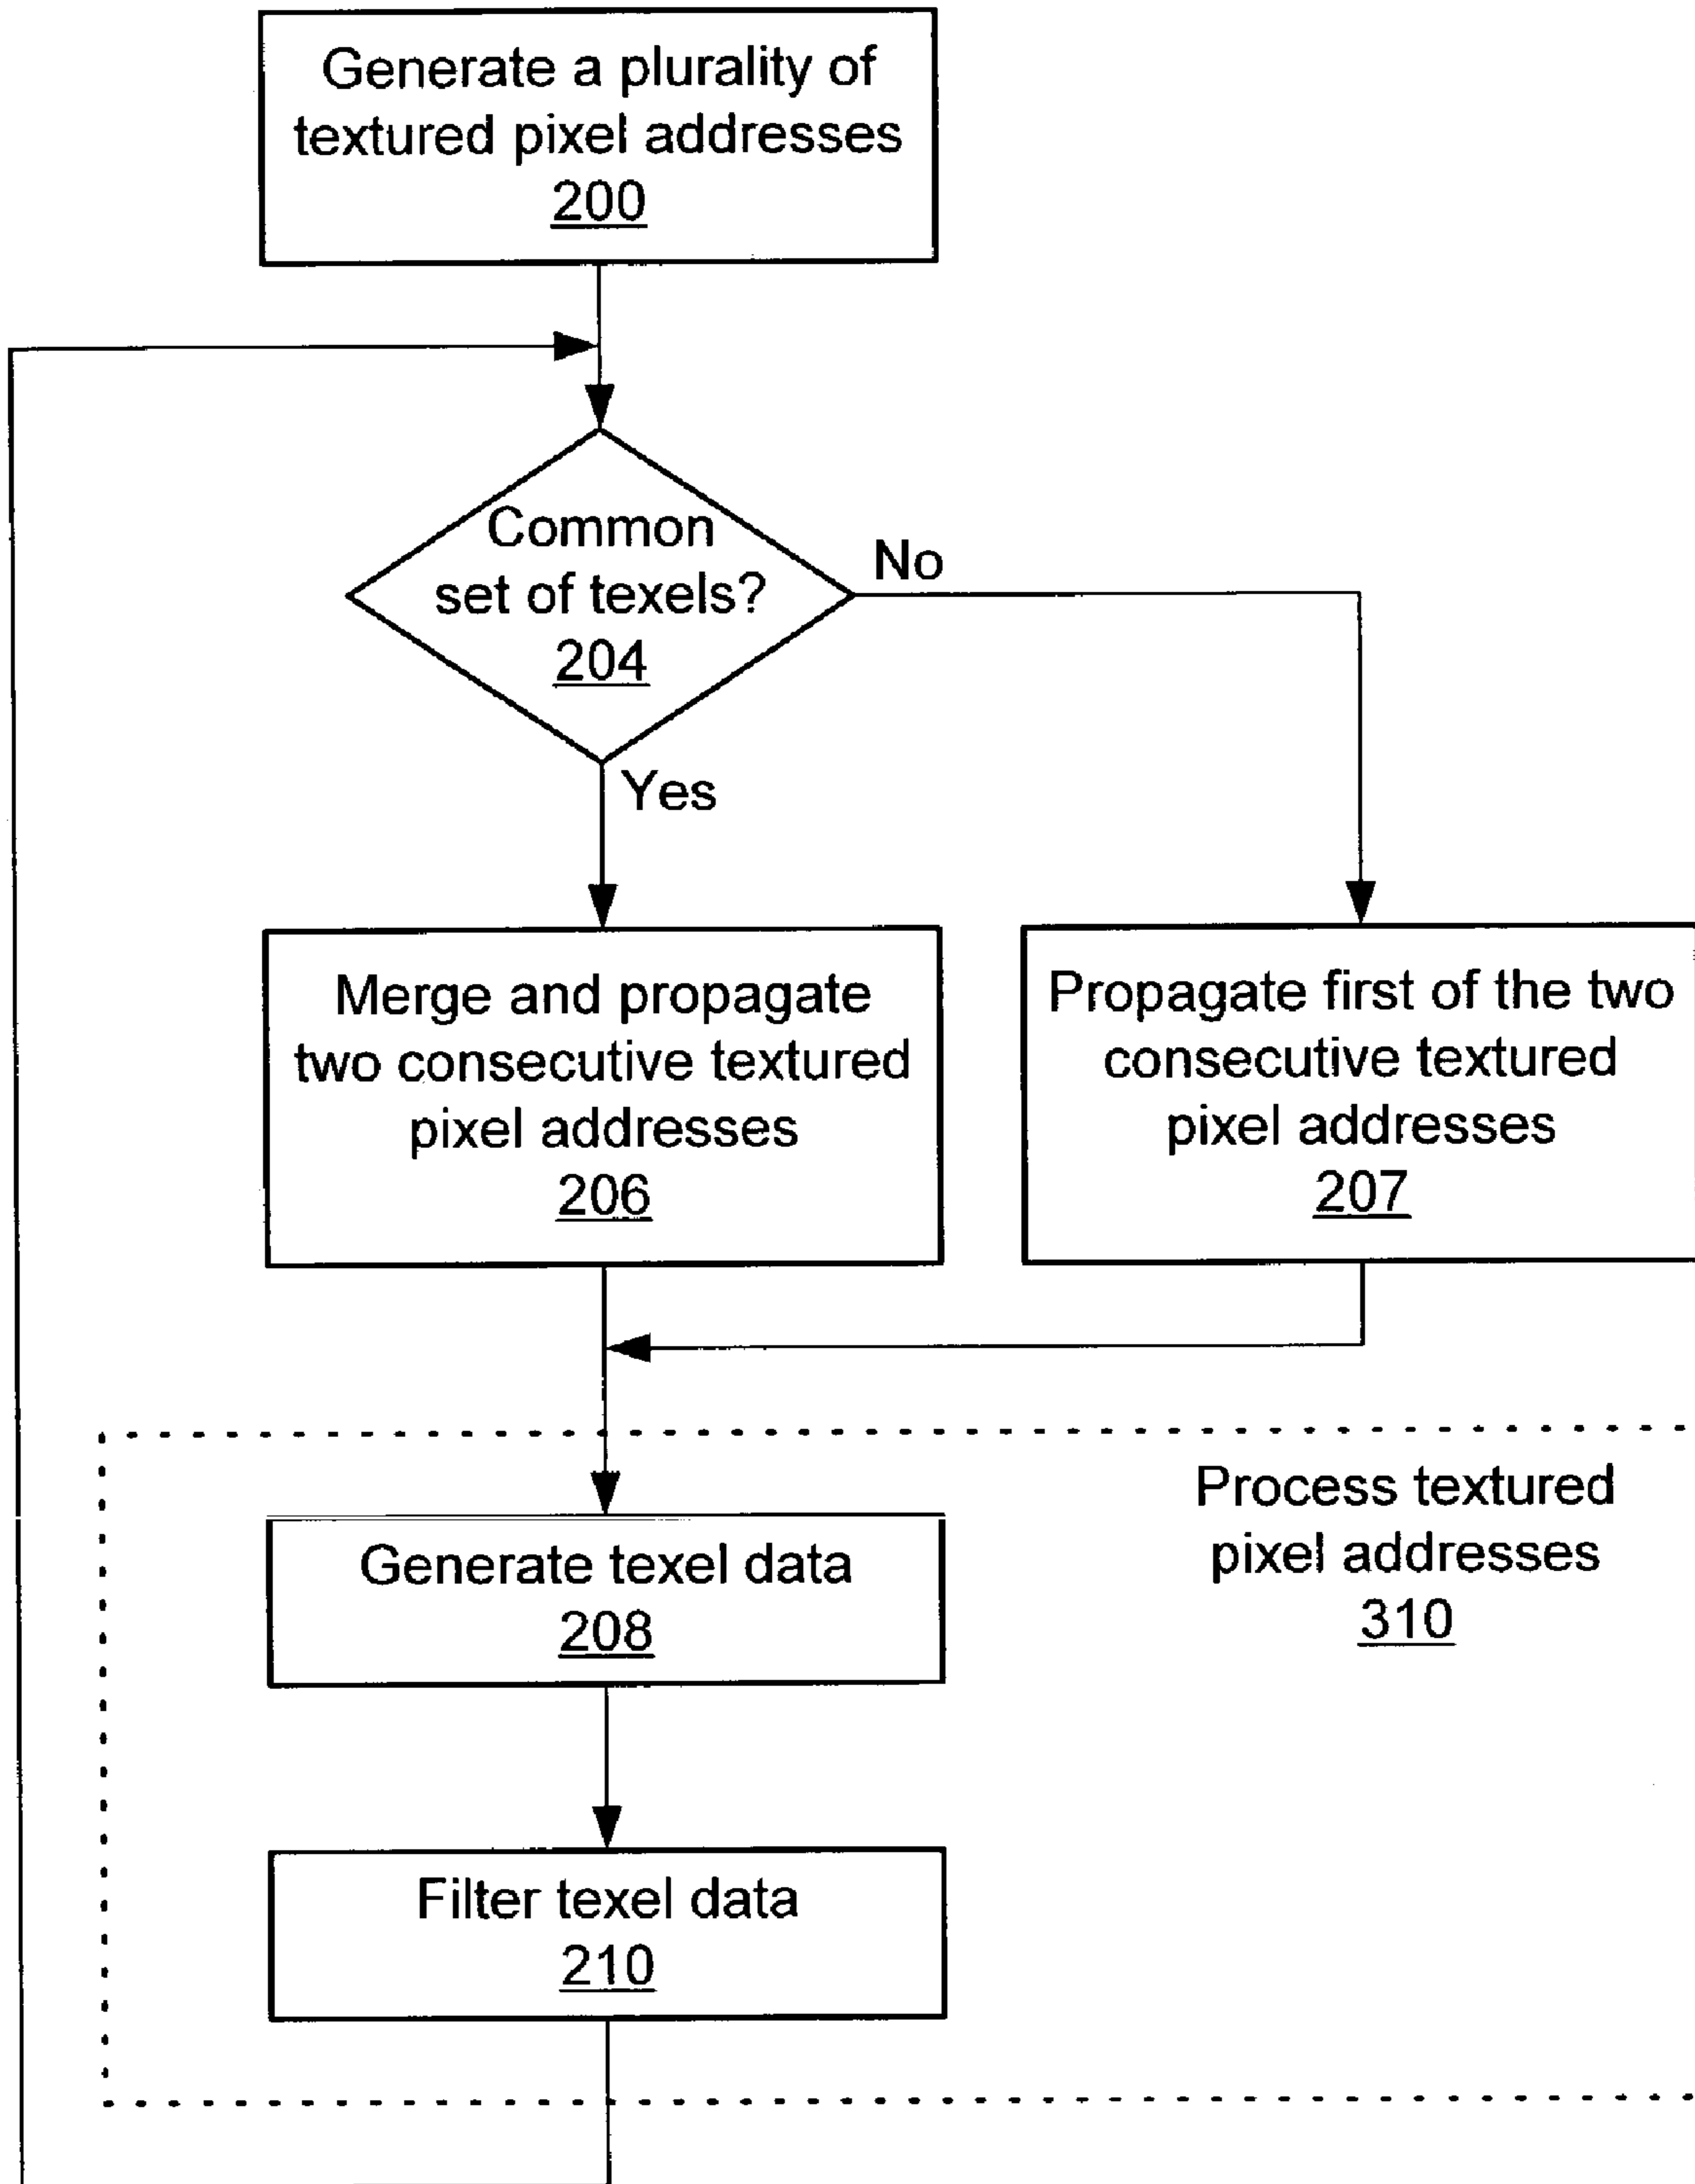 Generate a plurality of
textured pixel addresses
200
Common
set of texels?
204
No
Yes
Merge and propagate
two consecutive textured
pixel addresses
206
Propagate first of the two
consecutive textured
pixel addresses
207
Process textured
pixel addresses
310
Generate texel data
208
Filter texel data
210